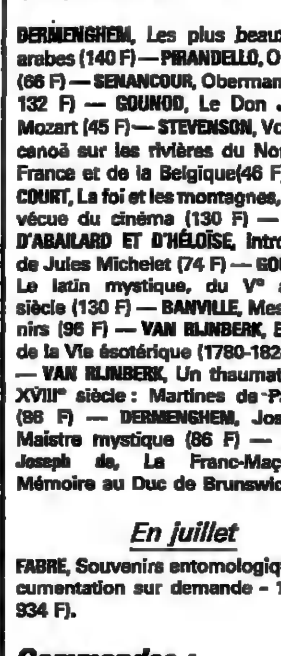 DERMENGHEM, Les plus beau
arabes (140 F) — PIRANDELLO, O
(66 F) — SENANCOUR, Oberman
132 F) — GOUNOD, Le Don
Mozart (45 F) — STEVENSON, Vo
canoë sur les rivières du No
France et de la Belgique(46 F
COURT, La foi et les montagnes,
vécue du cinéma (130 F) —
D'ABAILARD ET D'HÉLOÏSE, Intro
de Jules Michelet (74 F) — GO
Le latin mystique, du V°
siècle (130 F) — BANVILLE, Mes
nirs (96 F) — VAN RIJNBERK, E
de la Vie ésotérique (1780-182
— VAN RIJNBERK, Un thaumat
XVIII° siècle : Martines de P
(86 F) — DERMENGHEM, Jos
Maistre mystique (86 F) —
Joseph de, La Franc-Maç
Mémoire au Duc de Brunswic
En juillet
FABRE, Souvenirs entomologiq
cumentation sur demande - 1
934 F).